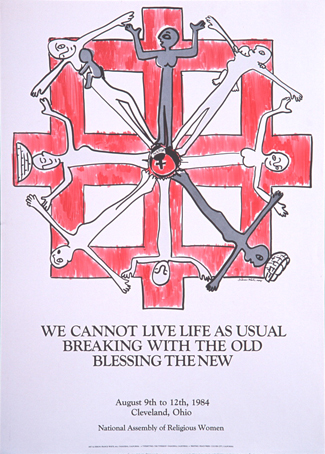 WE CANNOT LIVE LIFE AS USUAL
BREAKING WITH THE OLD
BLESSING THE NEW
August 9th to 12th, 1984
Cleveland, Ohio
National Assembly of Religious Women